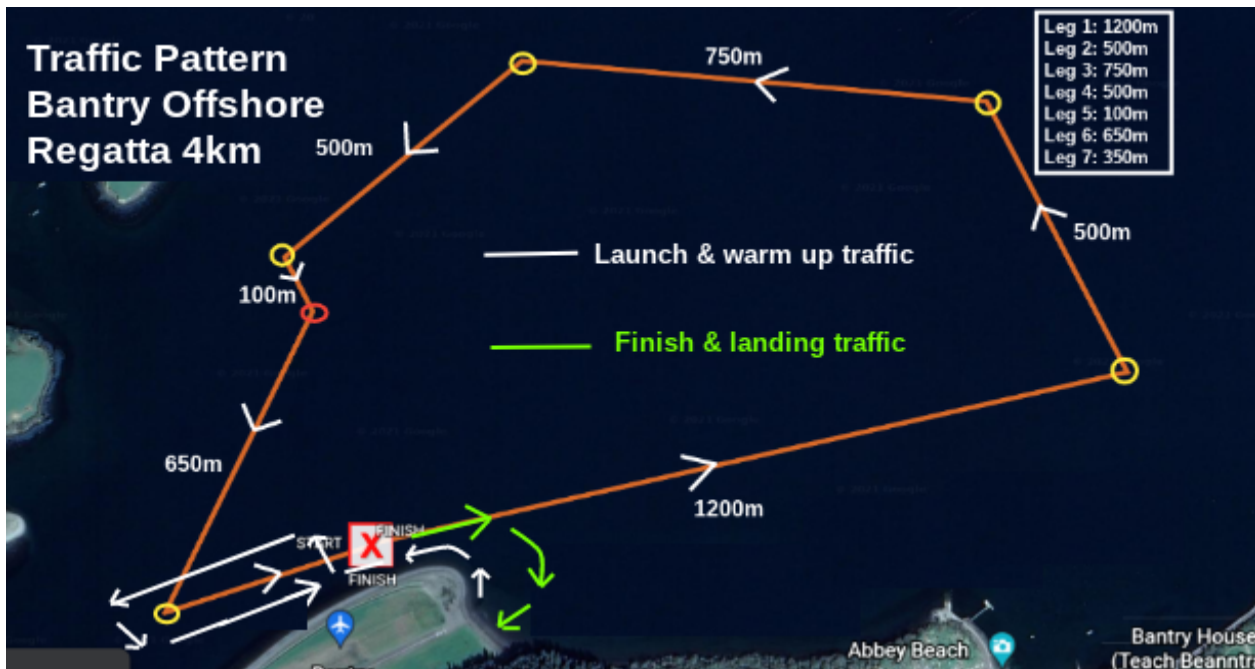 Traffic Pattern
Bantry Offshore
Regatta 4km
Leg 1: 1200m
Leg 2: 500m
Leg 3: 750m
Leg 4: 500m
Leg 5: 100m
Leg 6: 650m
Leg 7: 350m
750m
500m
500m
Launch & warm up traffic
100m
Finish & landing traffic
650m
1200m
START
FINISH
X
FINISH
Abbey Beach
Bantry House